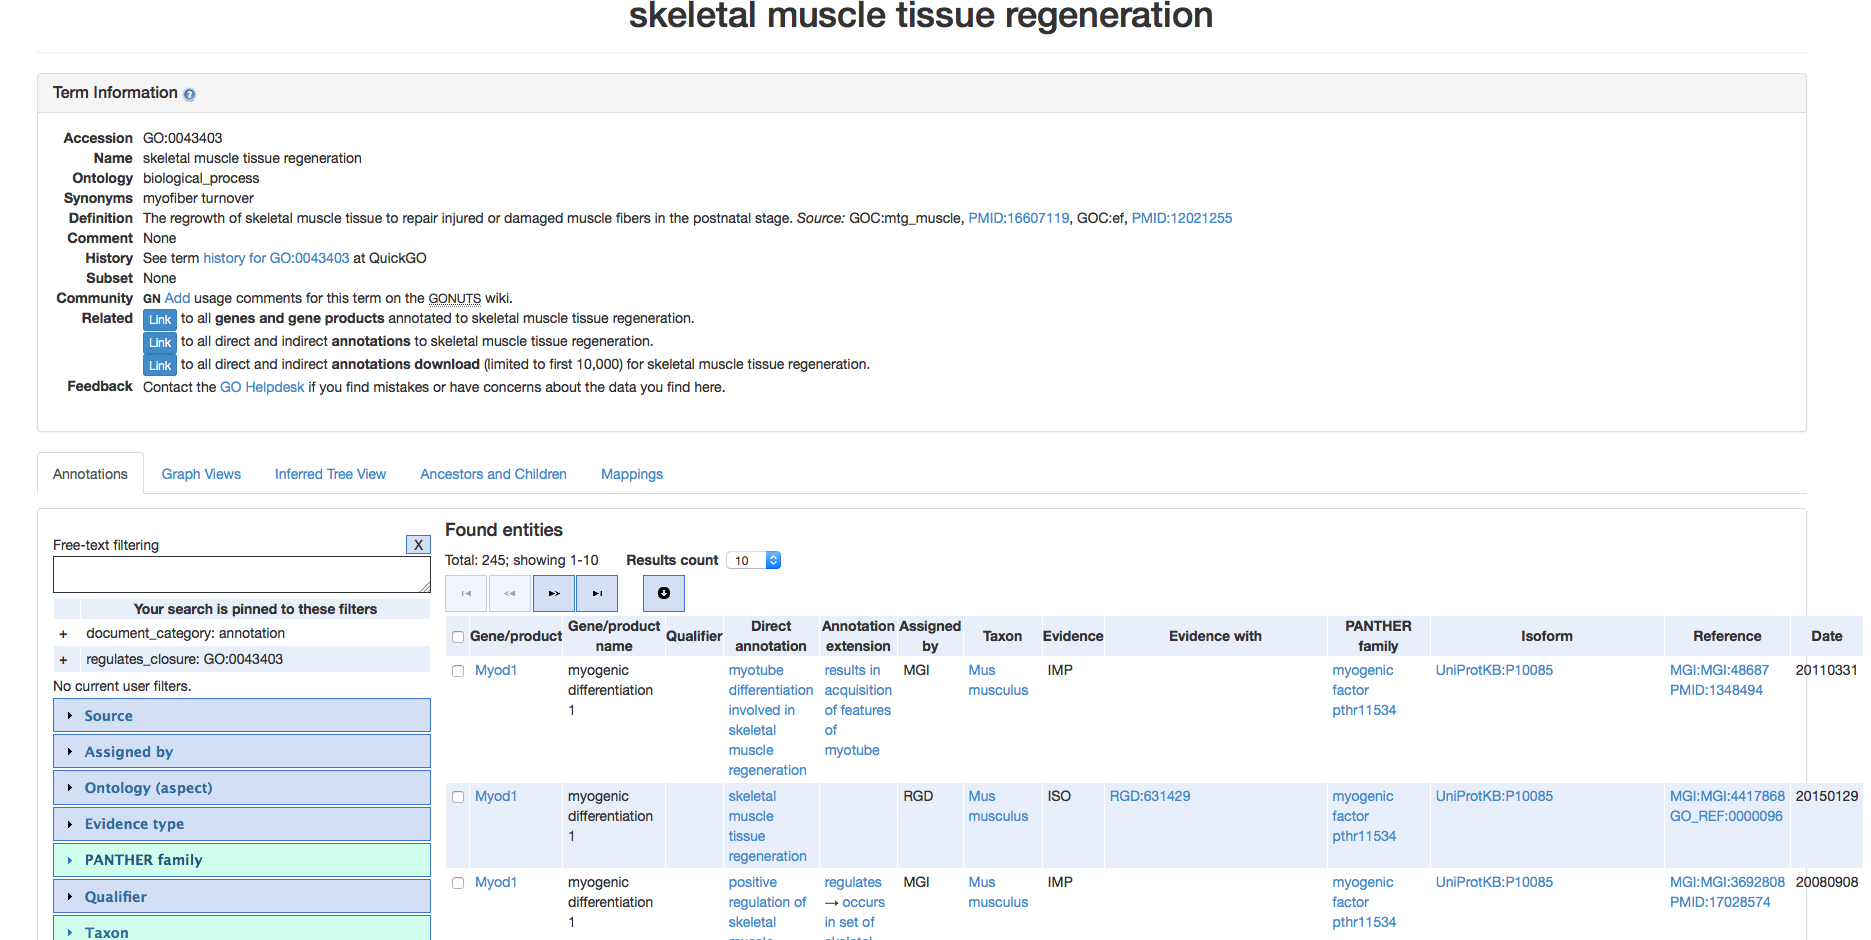 skeletal muscle tissue regeneration
Term Information
Accession GO:0043403
Name skeletal muscle tissue regeneration
Ontology biological_process
Synonyms myofiber turnover
Definition The regrowth of skeletal muscle tissue to repair injured or damaged muscle fibers in the postnatal stage. Source: GOC:mtg_muscle, PMID:16607119, GOC:ef, PMID:12021255
Comment None
History See term history for GO:0043403 at QuickGO
Subset None
Community GN Add usage comments for this term on the GONUTS wiki.
Related Link to all genes and gene products annotated to skeletal muscle tissue regeneration.
Link to all direct and indirect annotations to skeletal muscle tissue regeneration.
Link to all direct and indirect annotations download (limited to first 10,000) for skeletal muscle tissue regeneration.
Feedback Contact the GO Helpdesk if you find mistakes or have concerns about the data you find here.
Annotations Graph Views Inferred Tree View Ancestors and Children Mappings
Free-text filtering X
Your search is pinned to these filters
+ document_category: annotation
+ regulates_closure: GO:0043403
No current user filters.
Source
Assigned by
Ontology (aspect)
Evidence type
PANTHER family
Qualifier
Taxon
Found entities
Total: 245; showing 1-10 Results count 10
Gene/product Gene/product name Qualifier Direct annotation Annotation extension Assigned by Taxon Evidence Evidence with PANTHER family Isoform Reference Date
Myod1 myogenic myotube results in MGI Mus IMP myogenic UniProtKB:P10085 MGI:MGI:48687 20110331
differentiation differentiation acquisition musculus factor PMID:1348494
1 involved in of features pthr11534
skeletal of
muscle myotube
regeneration
Myod1 myogenic skeletal RGD Mus ISO RGD:631429 myogenic UniProtKB:P10085 MGI:MGI:4417868 20150129
differentiation muscle musculus factor GO_REF:0000096
1 tissue pthr11534
regeneration
Myod1 myogenic positive regulates MGI Mus IMP myogenic UniProtKB:P10085 MGI:MGI:3692808 20080908
differentiation regulation of → occurs musculus factor PMID:17028574
1 skeletal in set of pthr11534